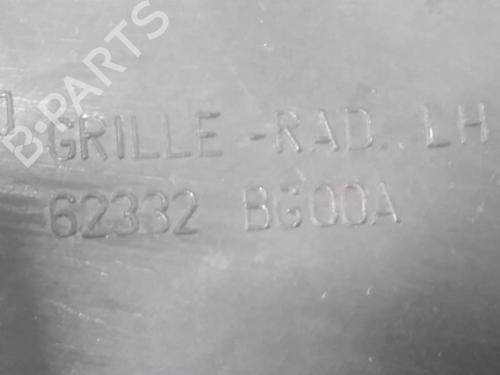 GRILLE -RAD. LH
62332 BG00A
B-PARTS